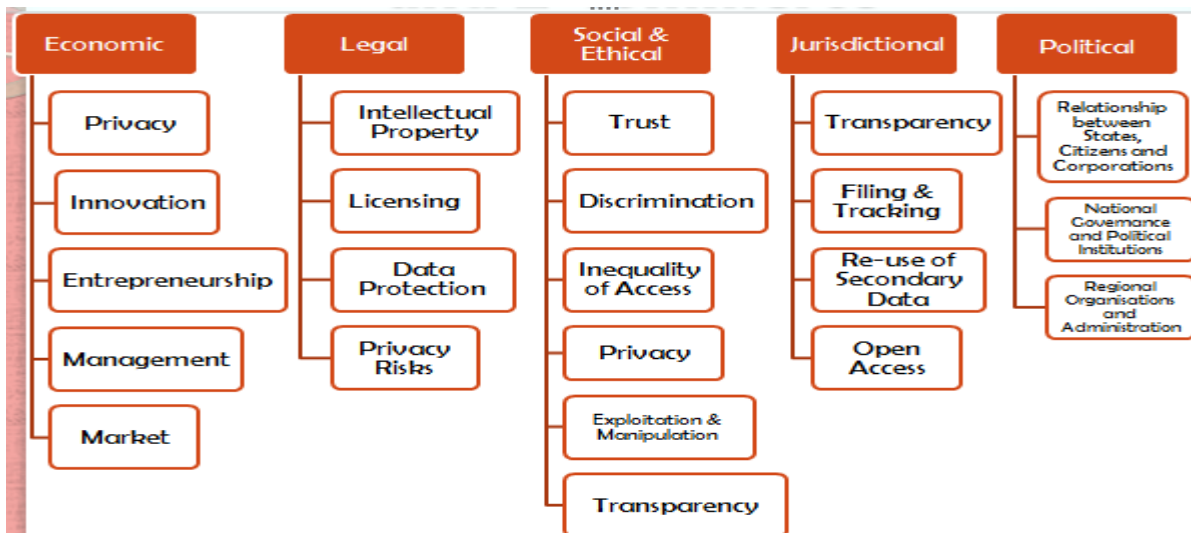 Economic
Privacy
Innovation
Entrepreneurship
Management
Market
Legal
Intellectual
Property
Licensing
Data
Protection
Privacy
Risks
Social &
Ethical
Trust
Discrimination
Inequality
of Access
Privacy
Exploitation &
Manipulation
Transparency
Jurisdictional
Transparency
Filing &
Tracking
Re-use of
Secondary
Data
Open
Access
Political
Relationship
between
States,
Citizens and
Corporations
National
Governance
and Political
Institutions
Regional
Organisations
and
Administration